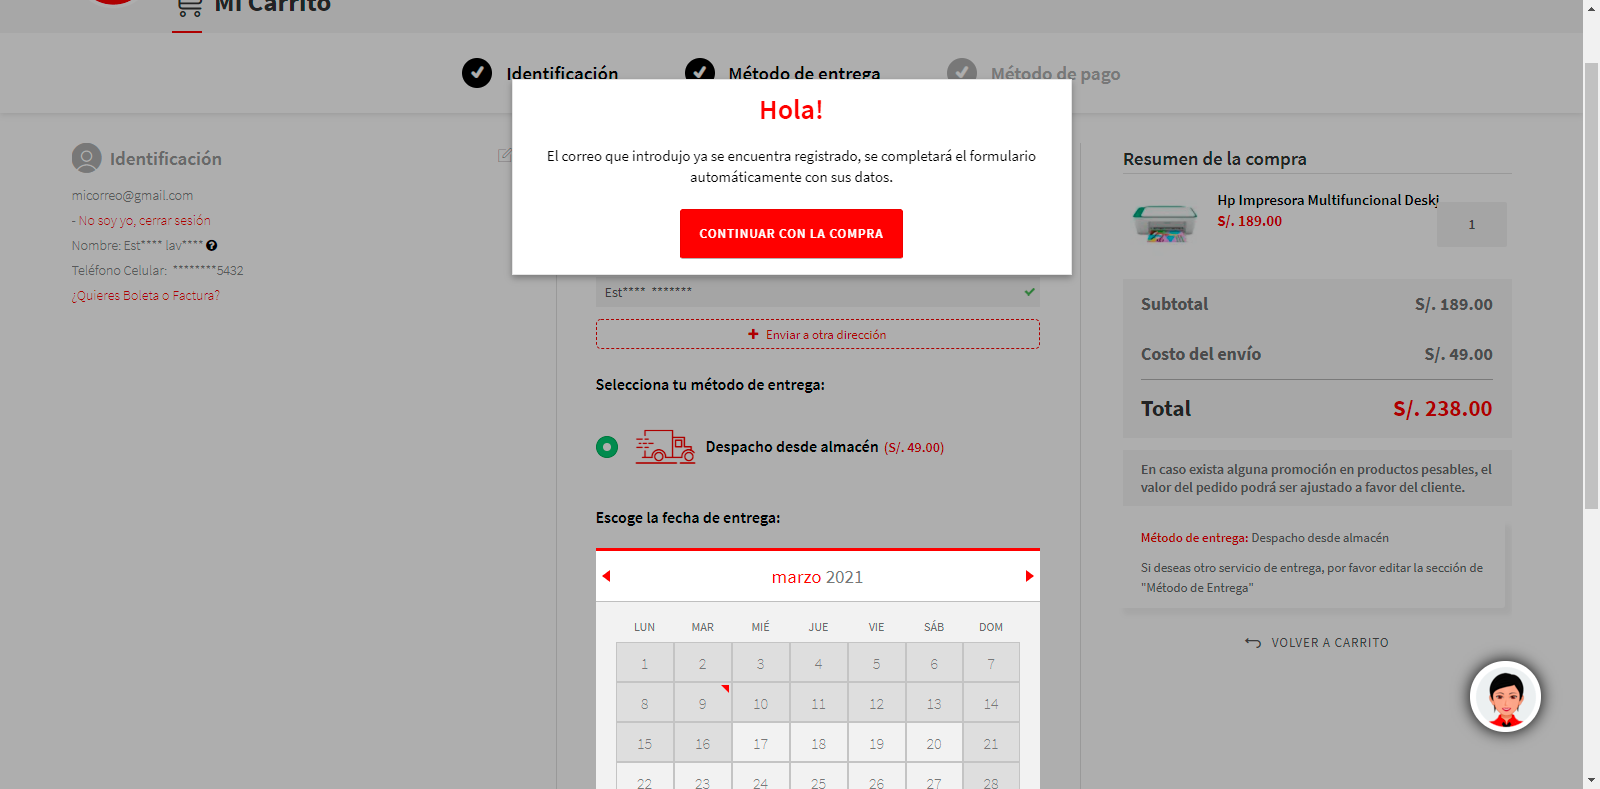 Mi Carrito
Identificación
Método de entrega
Método de pago
Hola!
El correo que introdujo ya se encuentra registrado, se completará el formulario
automáticamente con sus datos.
CONTINUAR CON LA COMPRA
Identificación
micorreo@gmail.com
- No soy yo, cerrar sesión
Nombre: Est**** lav**** ?
Teléfono Celular: ********5432
¿Quieres Boleta o Factura?
Est**** *******
Enviar a otra dirección
Selecciona tu método de entrega:
Despacho desde almacén (S/. 49.00)
Escoge la fecha de entrega:
marzo 2021
LUN MAR MIÉ JUE VIE SÁB DOM
1 2 3 4 5 6 7
8 9 10 11 12 13 14
15 16 17 18 19 20 21
22 23 24 25 26 27 28
Resumen de la compra
Hp Impresora Multifuncional Deskj
S/. 189.00
1
Subtotal S/. 189.00
Costo del envío S/. 49.00
Total S/. 238.00
En caso exista alguna promoción en productos pesables, el
valor del pedido podrá ser ajustado a favor del cliente.
Método de entrega: Despacho desde almacén
Si deseas otro servicio de entrega, por favor editar la sección de
"Método de Entrega"
VOLVER A CARRITO